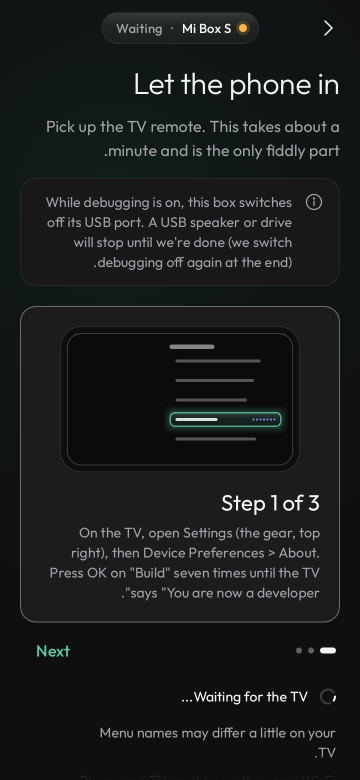 Waiting · Mi Box S
Let the phone in
Pick up the TV remote. This takes about a
minute and is the only fiddly part.
While debugging is on, this box switches
off its USB port. A USB speaker or drive
will stop until we're done (we switch
debugging off again at the end).
Step 1 of 3
On the TV, open Settings (the gear, top
right), then Device Preferences > About.
Press OK on "Build" seven times until the TV
says "You are now a developer".
Next
Waiting for the TV...
Menu names may differ a little on your
TV.